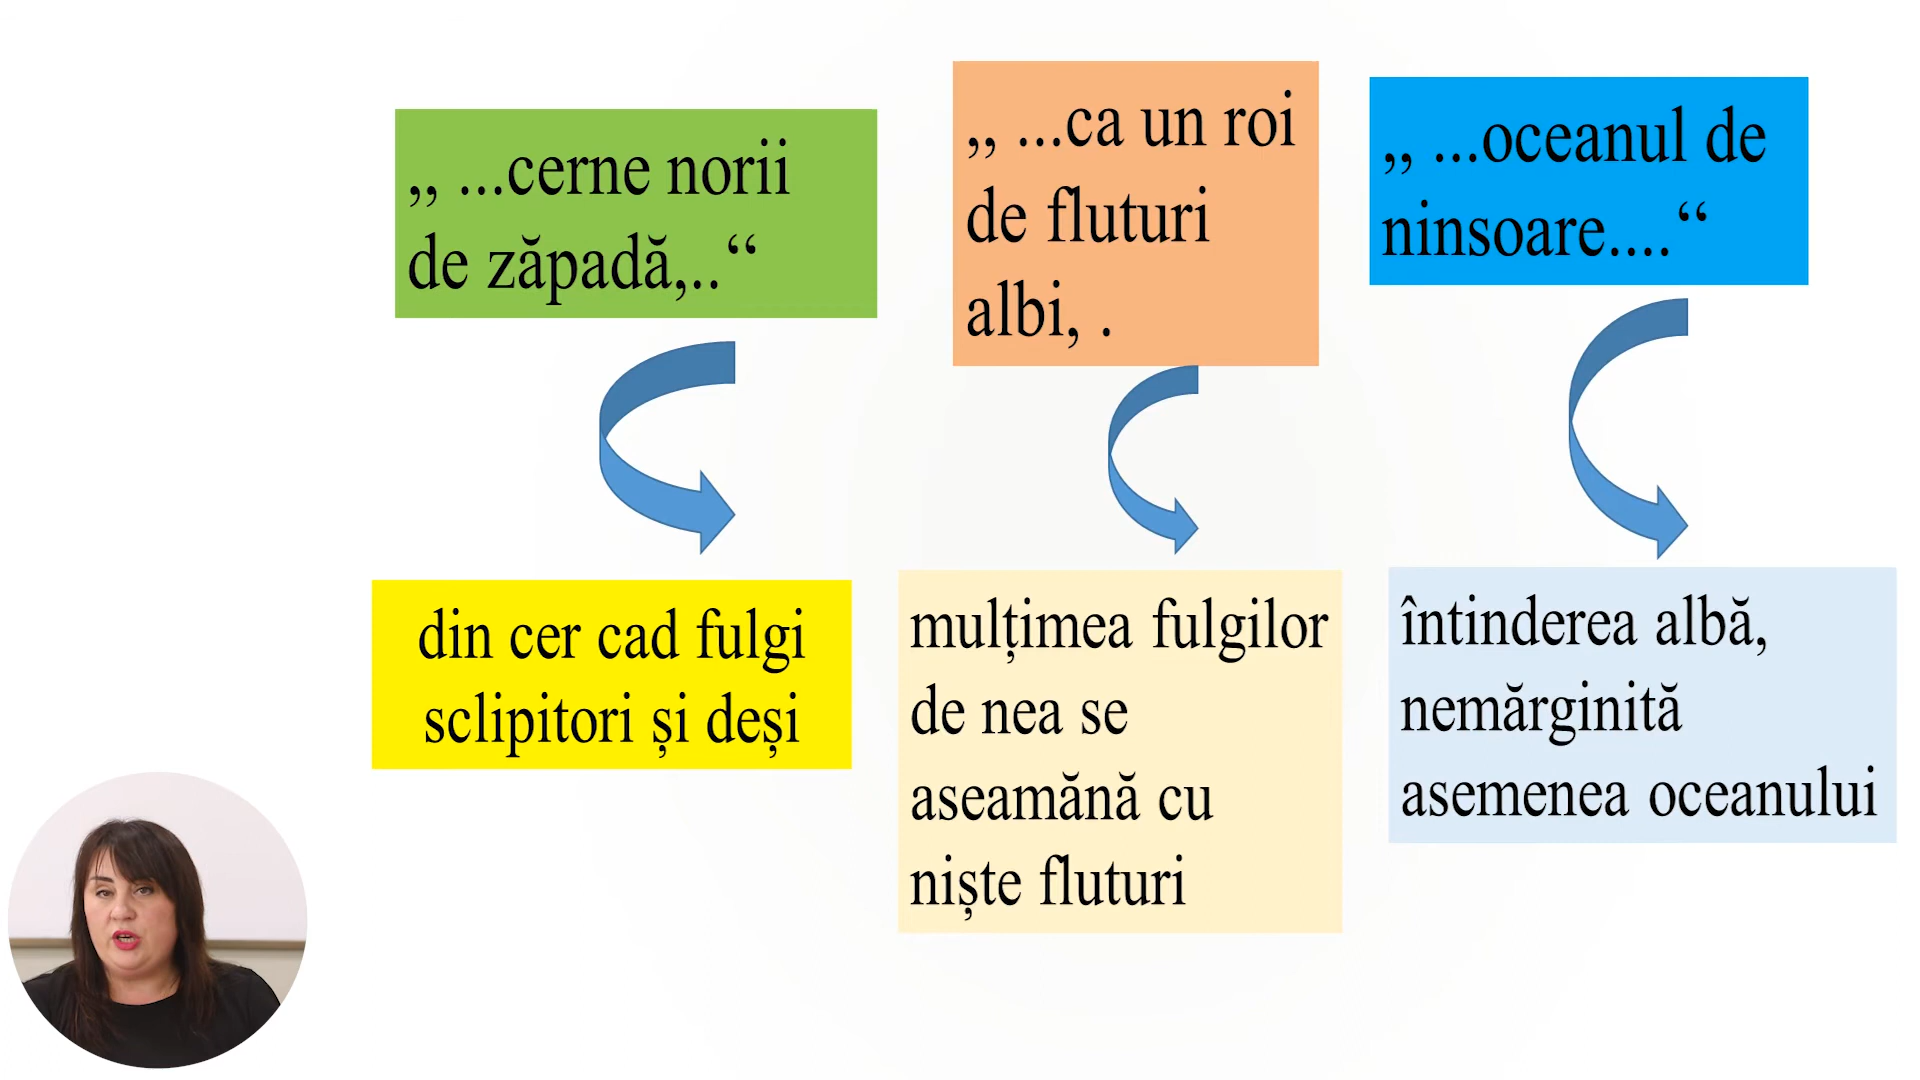 ,, ...cerne norii
de zăpadă,..“
,, ...ca un roi
de fluturi
albi, .
,, ...oceanul de
ninsoare....“
din cer cad fulgi
sclipitori și deși
mulțimea fulgilor
de nea se
aseamănă cu
niște fluturi
întinderea albă,
nemărginită
asemenea oceanului